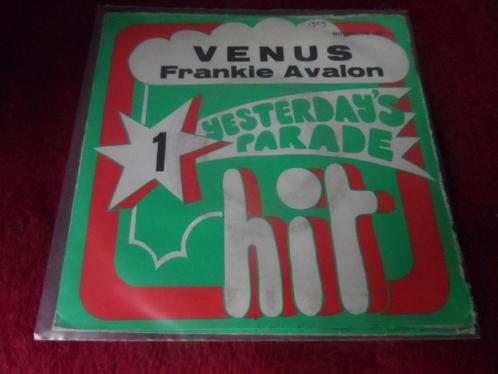 VENUS
Frankie Avalon
1
YESTERDAY'S
PARADE
hit